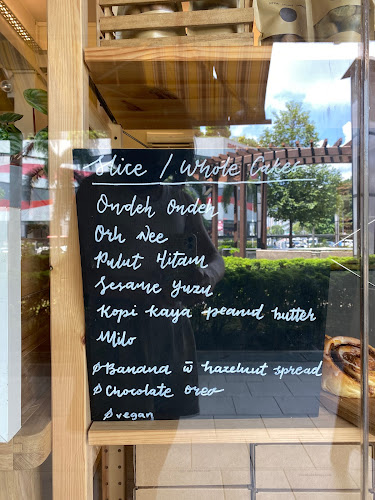 Slice / Whole Cakes
Ondeh Ondeh
Orh Nee
Pulut Hitam
Sesame Yuzu
Kopi Kaya peanut butter
Milo
Ø Banana w̄ hazelnut spread
Ø Chocolate oreo
Ø vegan